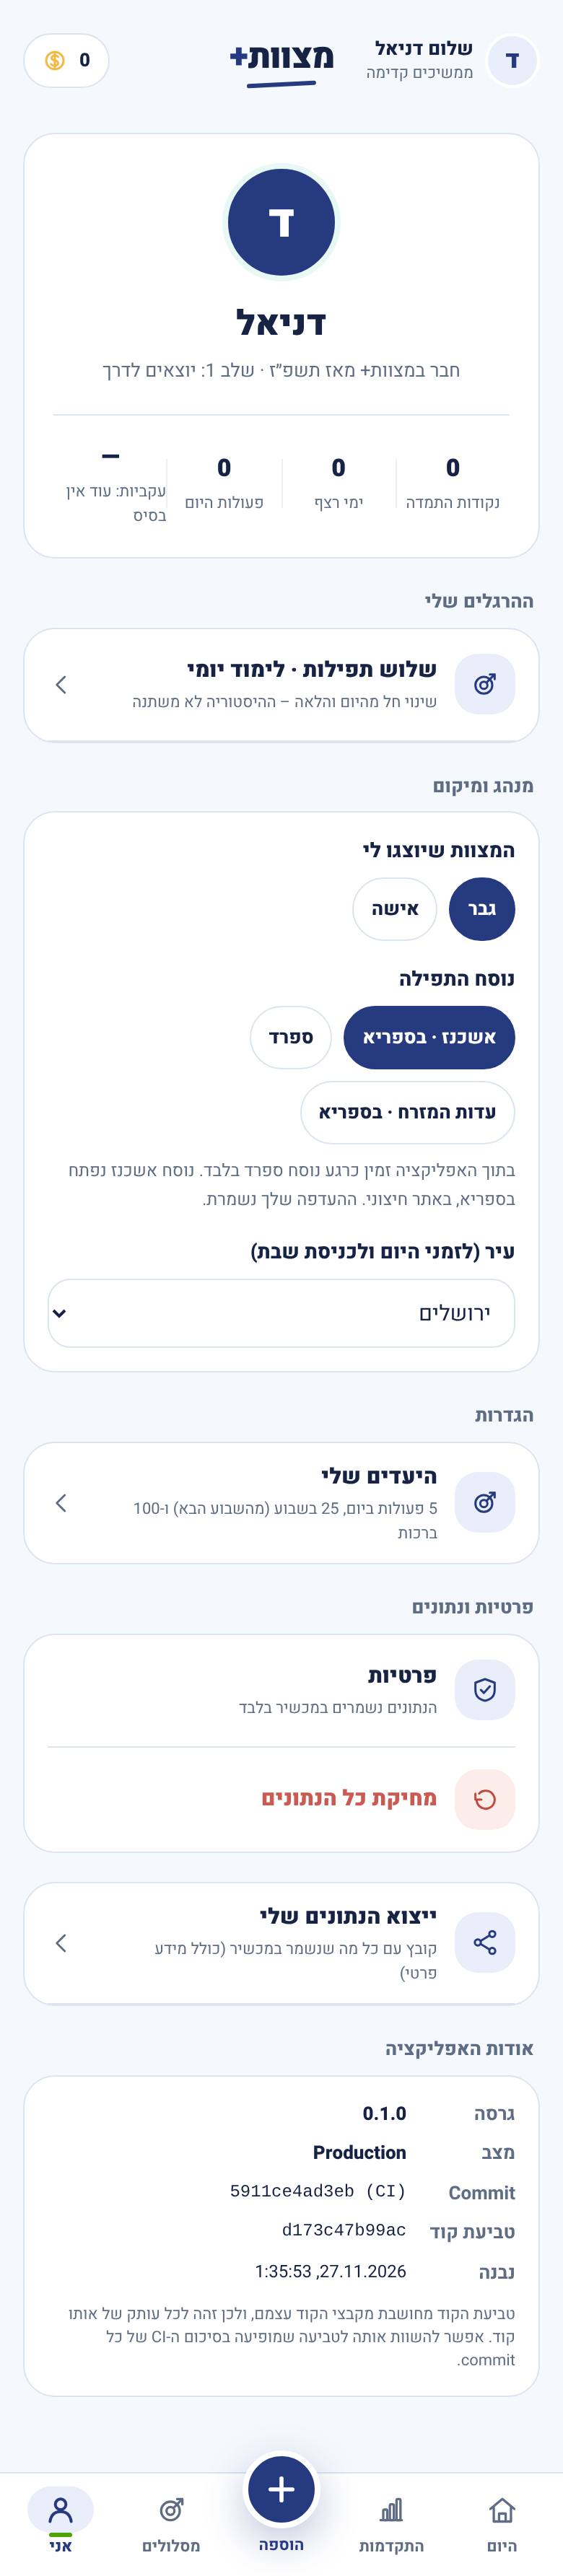 ד
שלום דניאל
ממשיכים קדימה
מצוות+
0
ד
דניאל
חבר במצוות+ מאז תשפ״ז · שלב 1: יוצאים לדרך
0
נקודות התמדה
0
ימי רצף
0
פעולות היום
–
עקביות: עוד אין
בסיס
ההרגלים שלי
שלוש תפילות · לימוד יומי
שינוי חל מהיום והלאה – ההיסטוריה לא משתנה
מנהג ומיקום
המצוות שיוצגו לי
גבר
אישה
נוסח התפילה
אשכנז · בספריא
ספרד
עדות המזרח · בספריא
בתוך האפליקציה זמין כרגע נוסח ספרד בלבד. נוסח אשכנז נפתח
בספריא, באתר חיצוני. ההעדפה שלך נשמרת.
עיר (לזמני היום ולכניסת שבת)
ירושלים
הגדרות
היעדים שלי
5 פעולות ביום, 25 בשבוע (מהשבוע הבא) ו-100
ברכות
פרטיות ונתונים
פרטיות
הנתונים נשמרים במכשיר בלבד
מחיקת כל הנתונים
ייצוא הנתונים שלי
קובץ עם כל מה שנשמר במכשיר (כולל מידע
פרטי)
אודות האפליקציה
גרסה 0.1.0
מצב Production
Commit 5911ce4ad3eb (CI)
טביעת קוד d173c47b99ac
נבנה 27.11.2026, 1:35:53
טביעת הקוד מחושבת מקבצי הקוד עצמם, ולכן זהה לכל עותק של אותו
קוד. אפשר להשוות אותה לטביעה שמופיעה בסיכום ה-CI של כל
commit.
היום
התקדמות
הוספה
מסלולים
אני